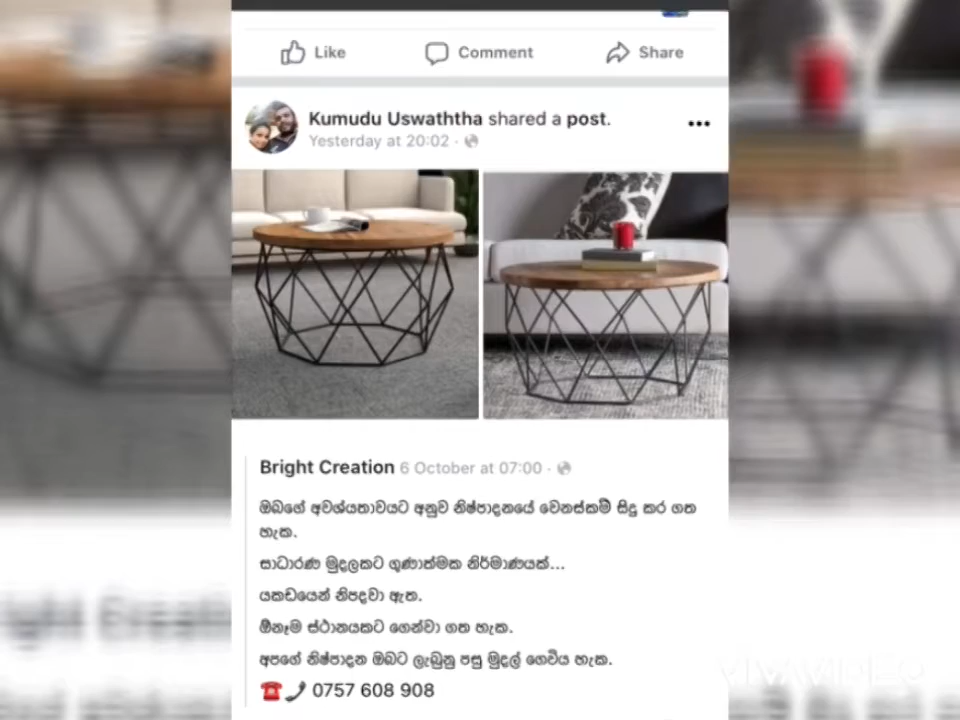 Like Comment Share
Kumudu Uswaththa shared a post.
Yesterday at 20:02 ·
Bright Creation 6 October at 07:00 ·
ඔබගේ අවශ්යතාවයට අනුව නිෂ්පාදනයේ වෙනස්කම් සිදු කර ගත
හැක.
සාධාරණ මුදලකට ගුණාත්මක නිර්මාණයක්...
යකඩයෙන් නිපදවා ඇත.
ඕනෑම ස්ථානයකට ගෙන්වා ගත හැක.
අපගේ නිෂ්පාදන ඔබට ලැබුනු පසු මුදල් ගෙවිය හැක.
0757 608 908
VIVAVIDEO